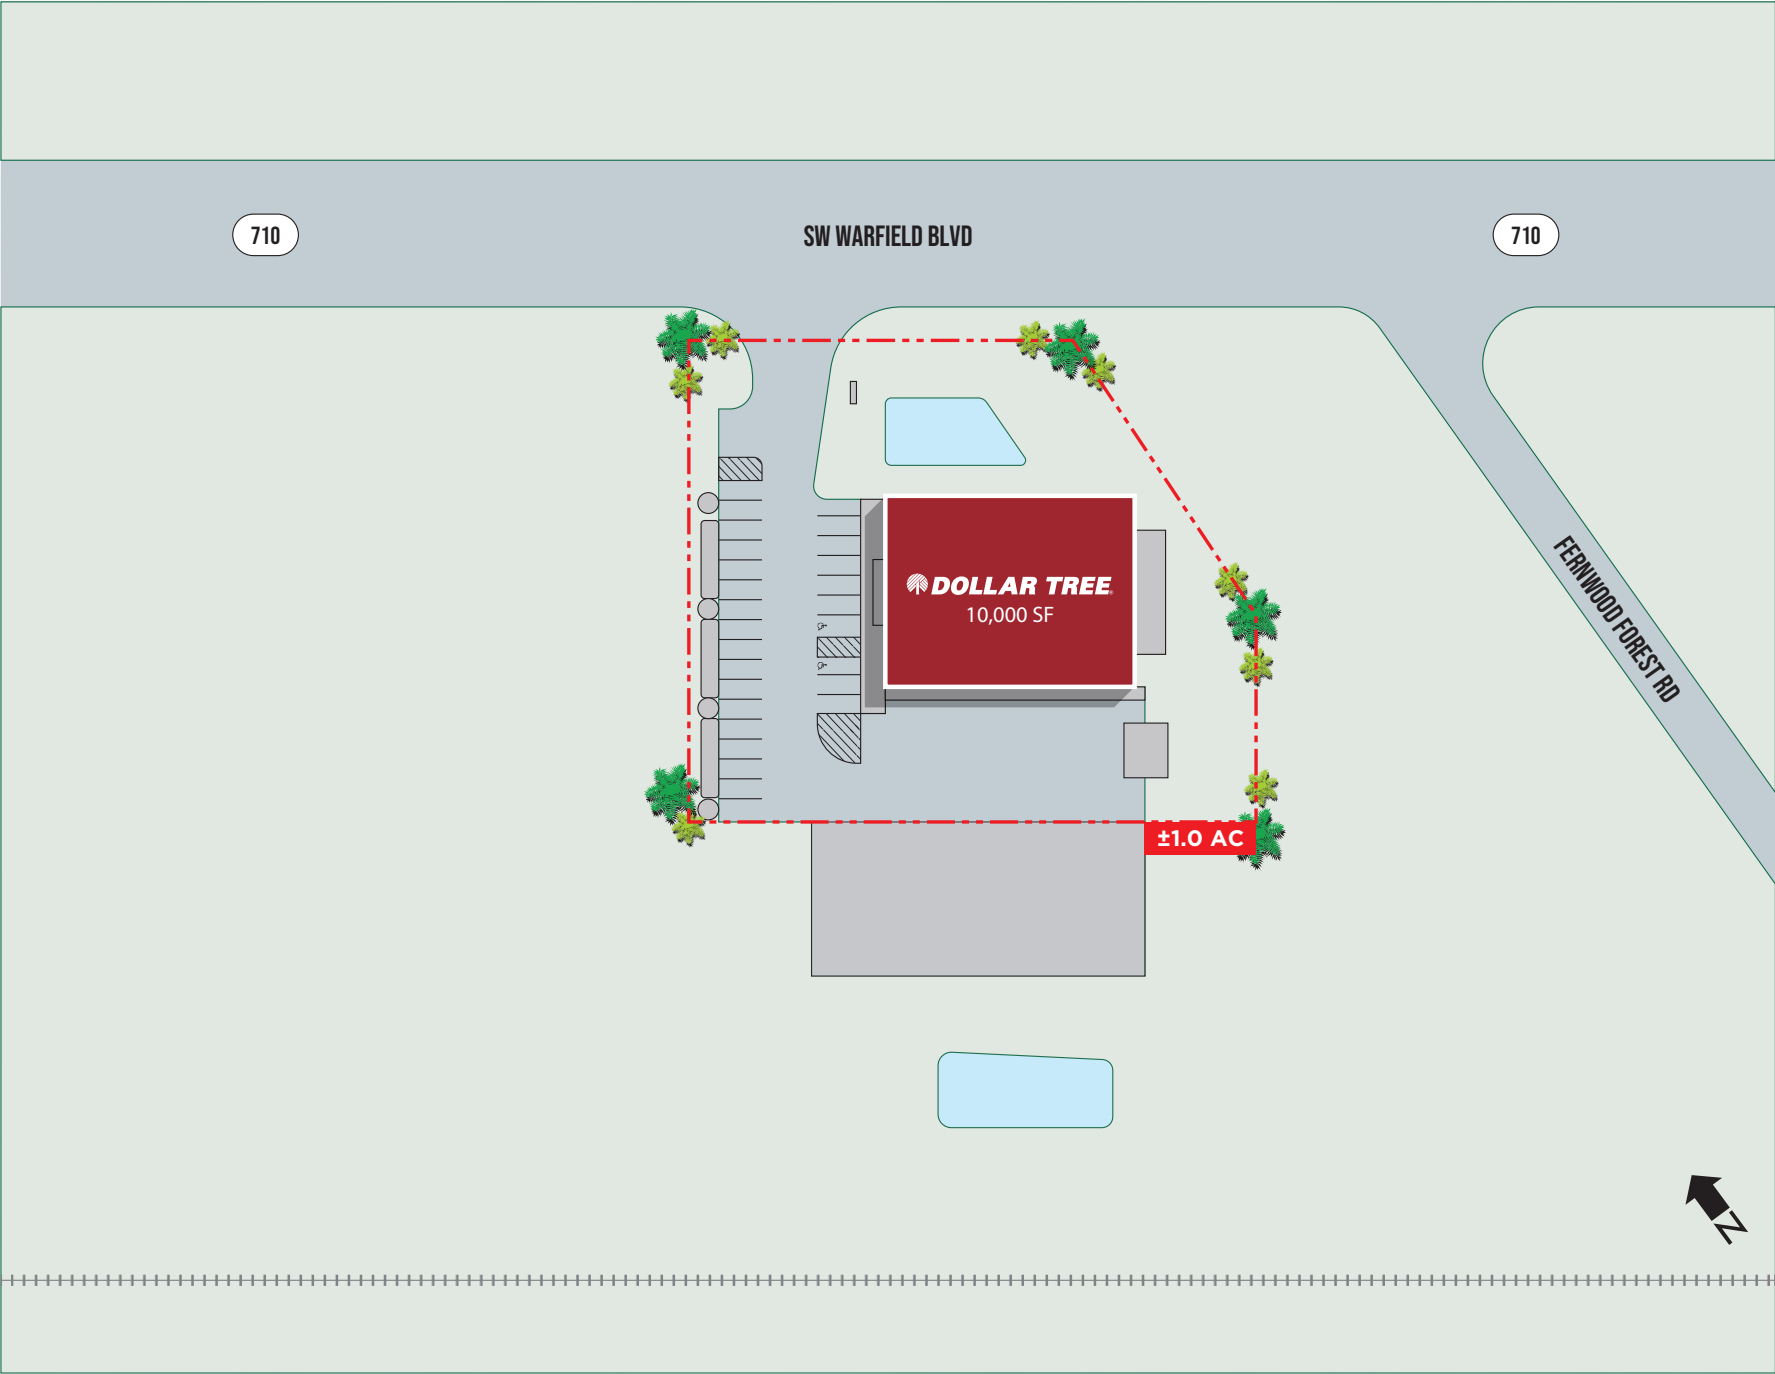 710
SW WARFIELD BLVD
710
FERNWOOD FOREST RD
DOLLAR TREE
10,000 SF
±1.0 AC
N